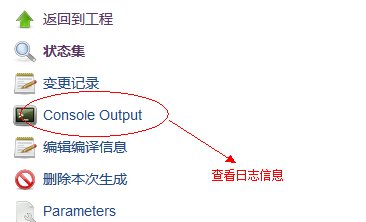 返回到工程
状态集
变更记录
Console Output
编辑编译信息
查看日志信息
删除本次生成
Parameters